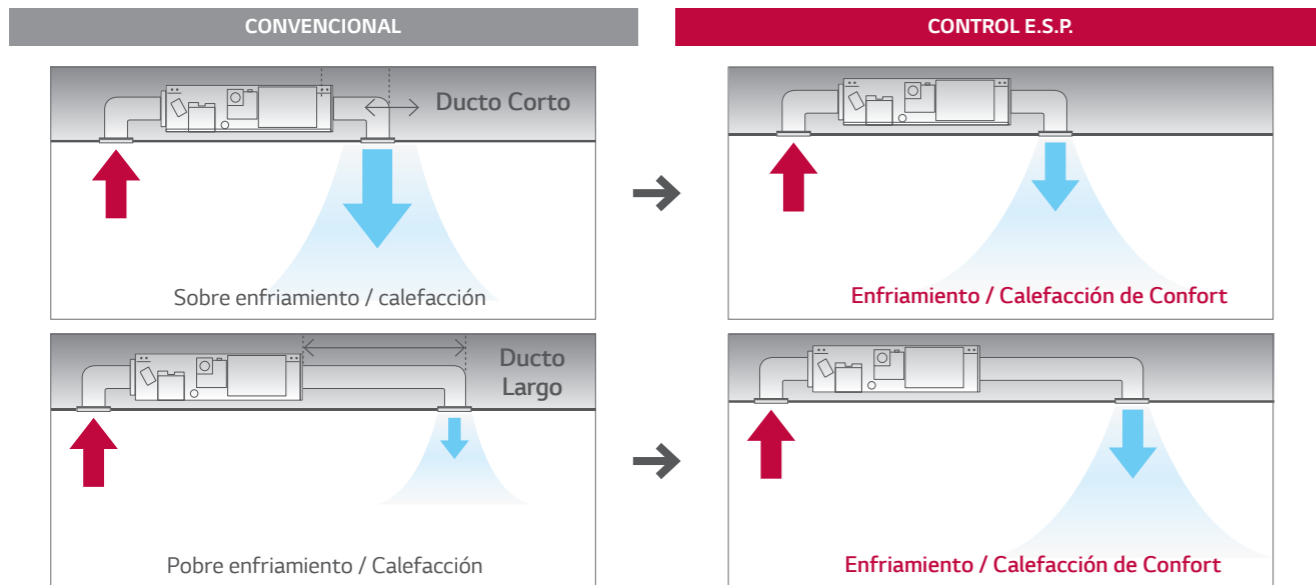 CONVENCIONAL
CONTROL E.S.P.
Ducto Corto
Sobre enfriamiento / calefacción
Enfriamiento / Calefacción de Confort
Ducto
Largo
Pobre enfriamiento / Calefacción
Enfriamiento / Calefacción de Confort